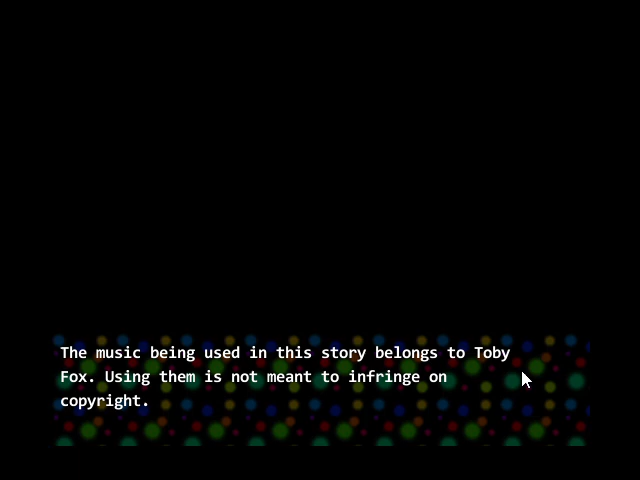 The music being used in this story belongs to Toby
Fox. Using them is not meant to infringe on
copyright.